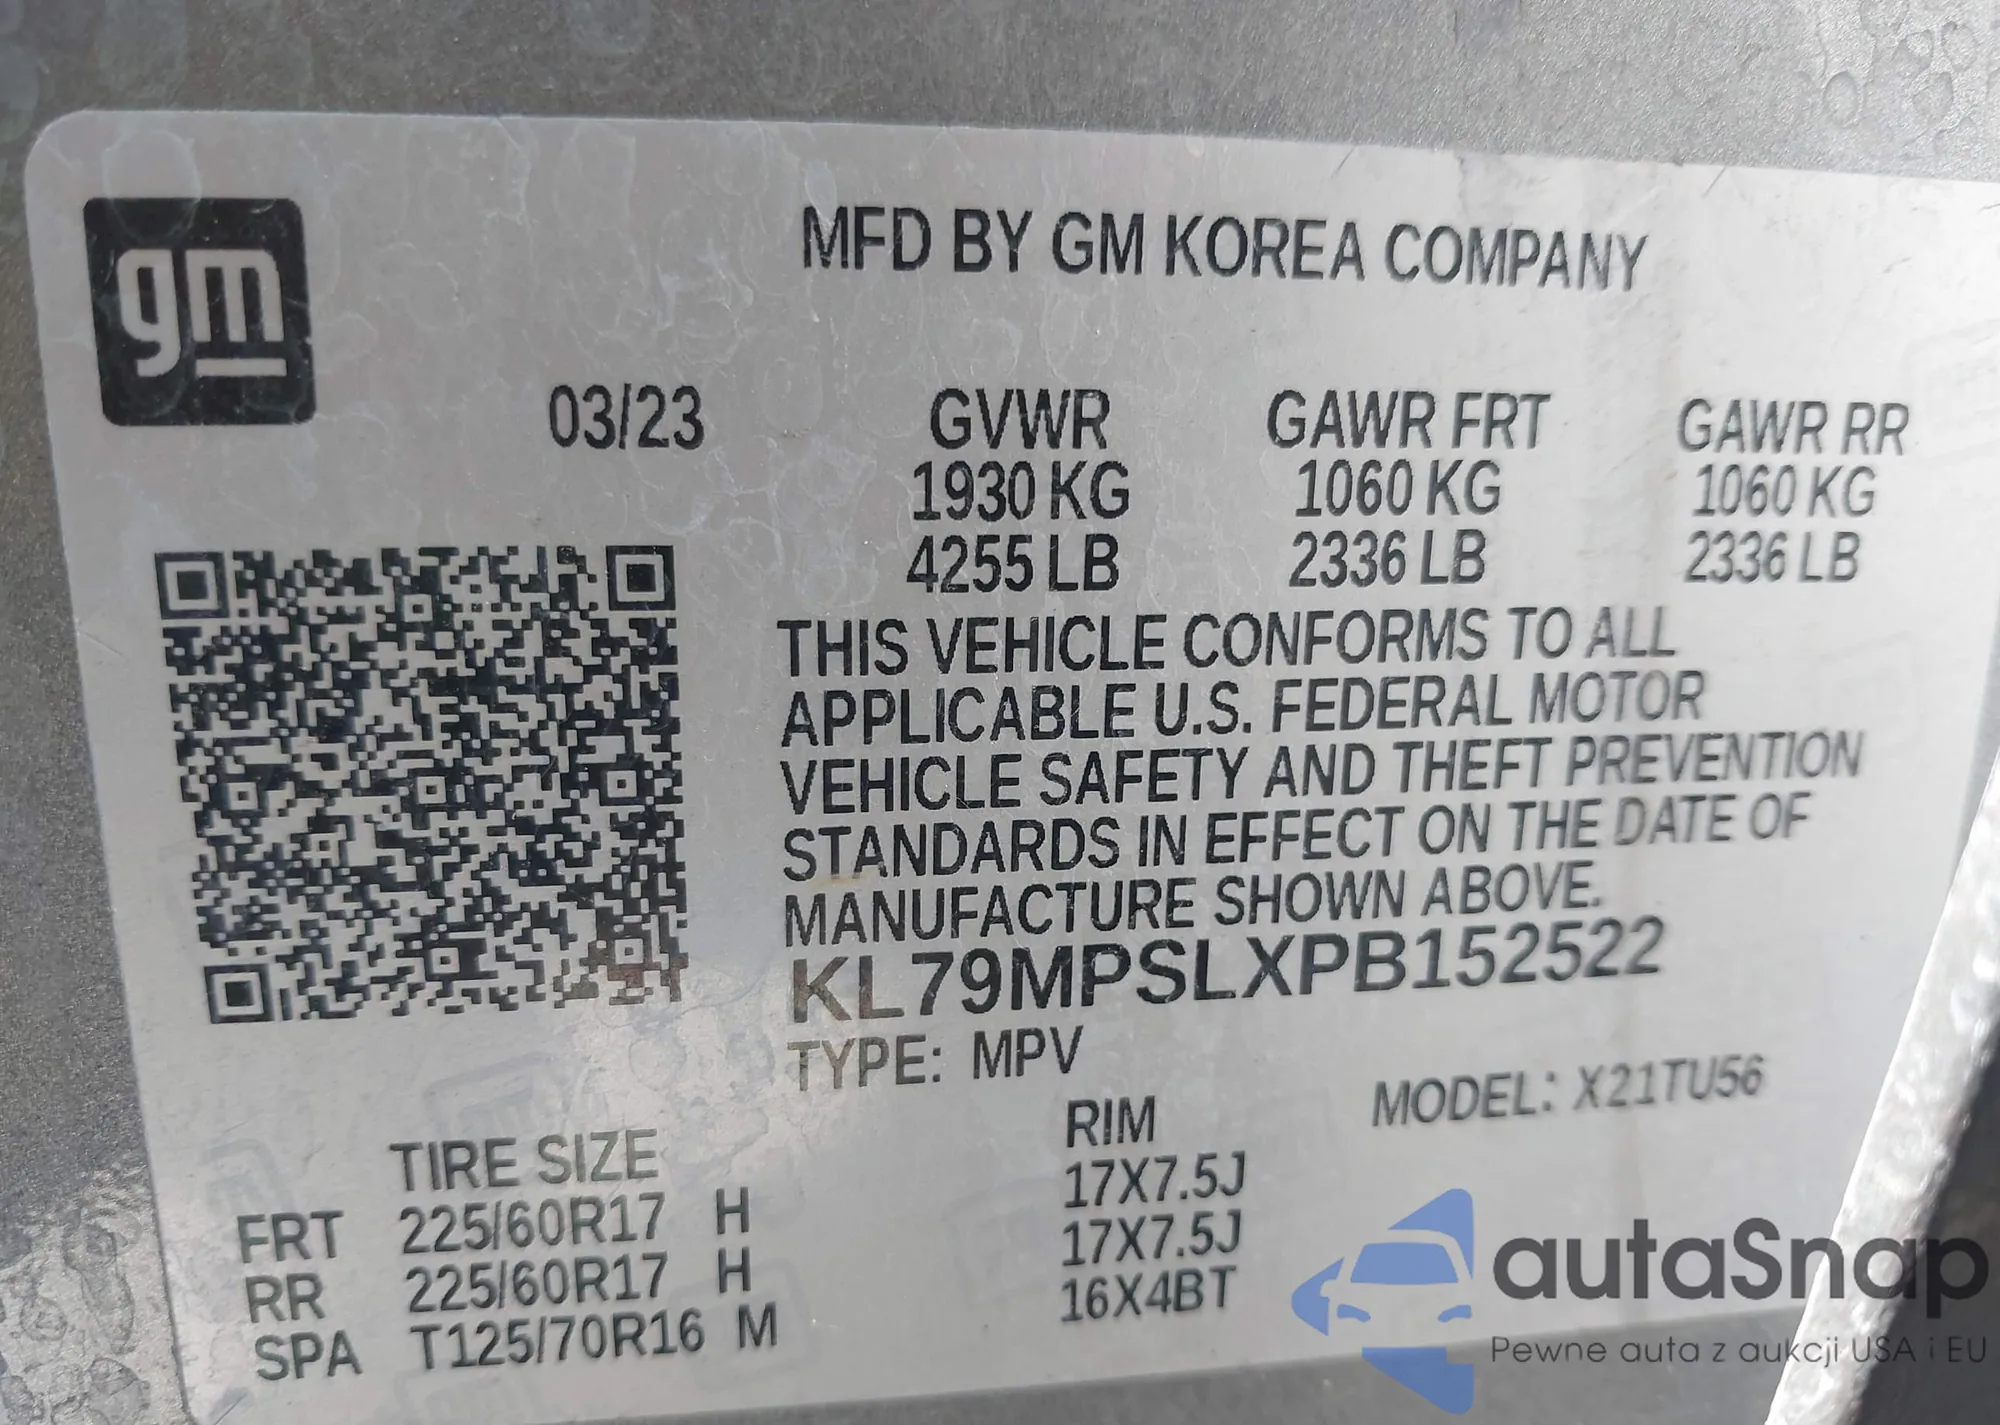 gm
MFD BY GM KOREA COMPANY
03/23 GVWR GAWR FRT GAWR RR
1930 KG 1060 KG 1060 KG
4255 LB 2336 LB 2336 LB
THIS VEHICLE CONFORMS TO ALL
APPLICABLE U.S. FEDERAL MOTOR
VEHICLE SAFETY AND THEFT PREVENTION
STANDARDS IN EFFECT ON THE DATE OF
MANUFACTURE SHOWN ABOVE.
KL79MPSLXPB152522
TYPE: MPV MODEL: X21TU56
TIRE SIZE RIM
FRT 225/60R17 H 17X7.5J
RR 225/60R17 H 17X7.5J
SPA T125/70R16 M 16X4BT
autaSnap
Pewne auta z aukcji USA i EU